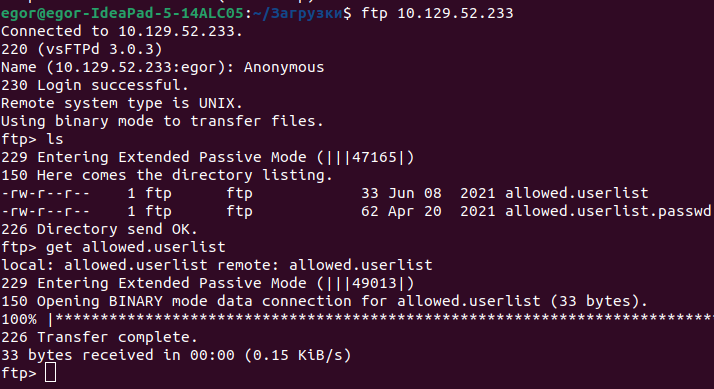 egor@egor-IdeaPad-5-14ALC05:~/Загрузки$ ftp 10.129.52.233
Connected to 10.129.52.233.
220 (vsFTPd 3.0.3)
Name (10.129.52.233:egor): Anonymous
230 Login successful.
Remote system type is UNIX.
Using binary mode to transfer files.
ftp> ls
229 Entering Extended Passive Mode (|||47165|)
150 Here comes the directory listing.
-rw-r--r--    1 ftp      ftp            33 Jun 08  2021 allowed.userlist
-rw-r--r--    1 ftp      ftp            62 Apr 20  2021 allowed.userlist.passwd
226 Directory send OK.
ftp> get allowed.userlist
local: allowed.userlist remote: allowed.userlist
229 Entering Extended Passive Mode (|||49013|)
150 Opening BINARY mode data connection for allowed.userlist (33 bytes).
100% |***************************************************************************
226 Transfer complete.
33 bytes received in 00:00 (0.15 KiB/s)
ftp>